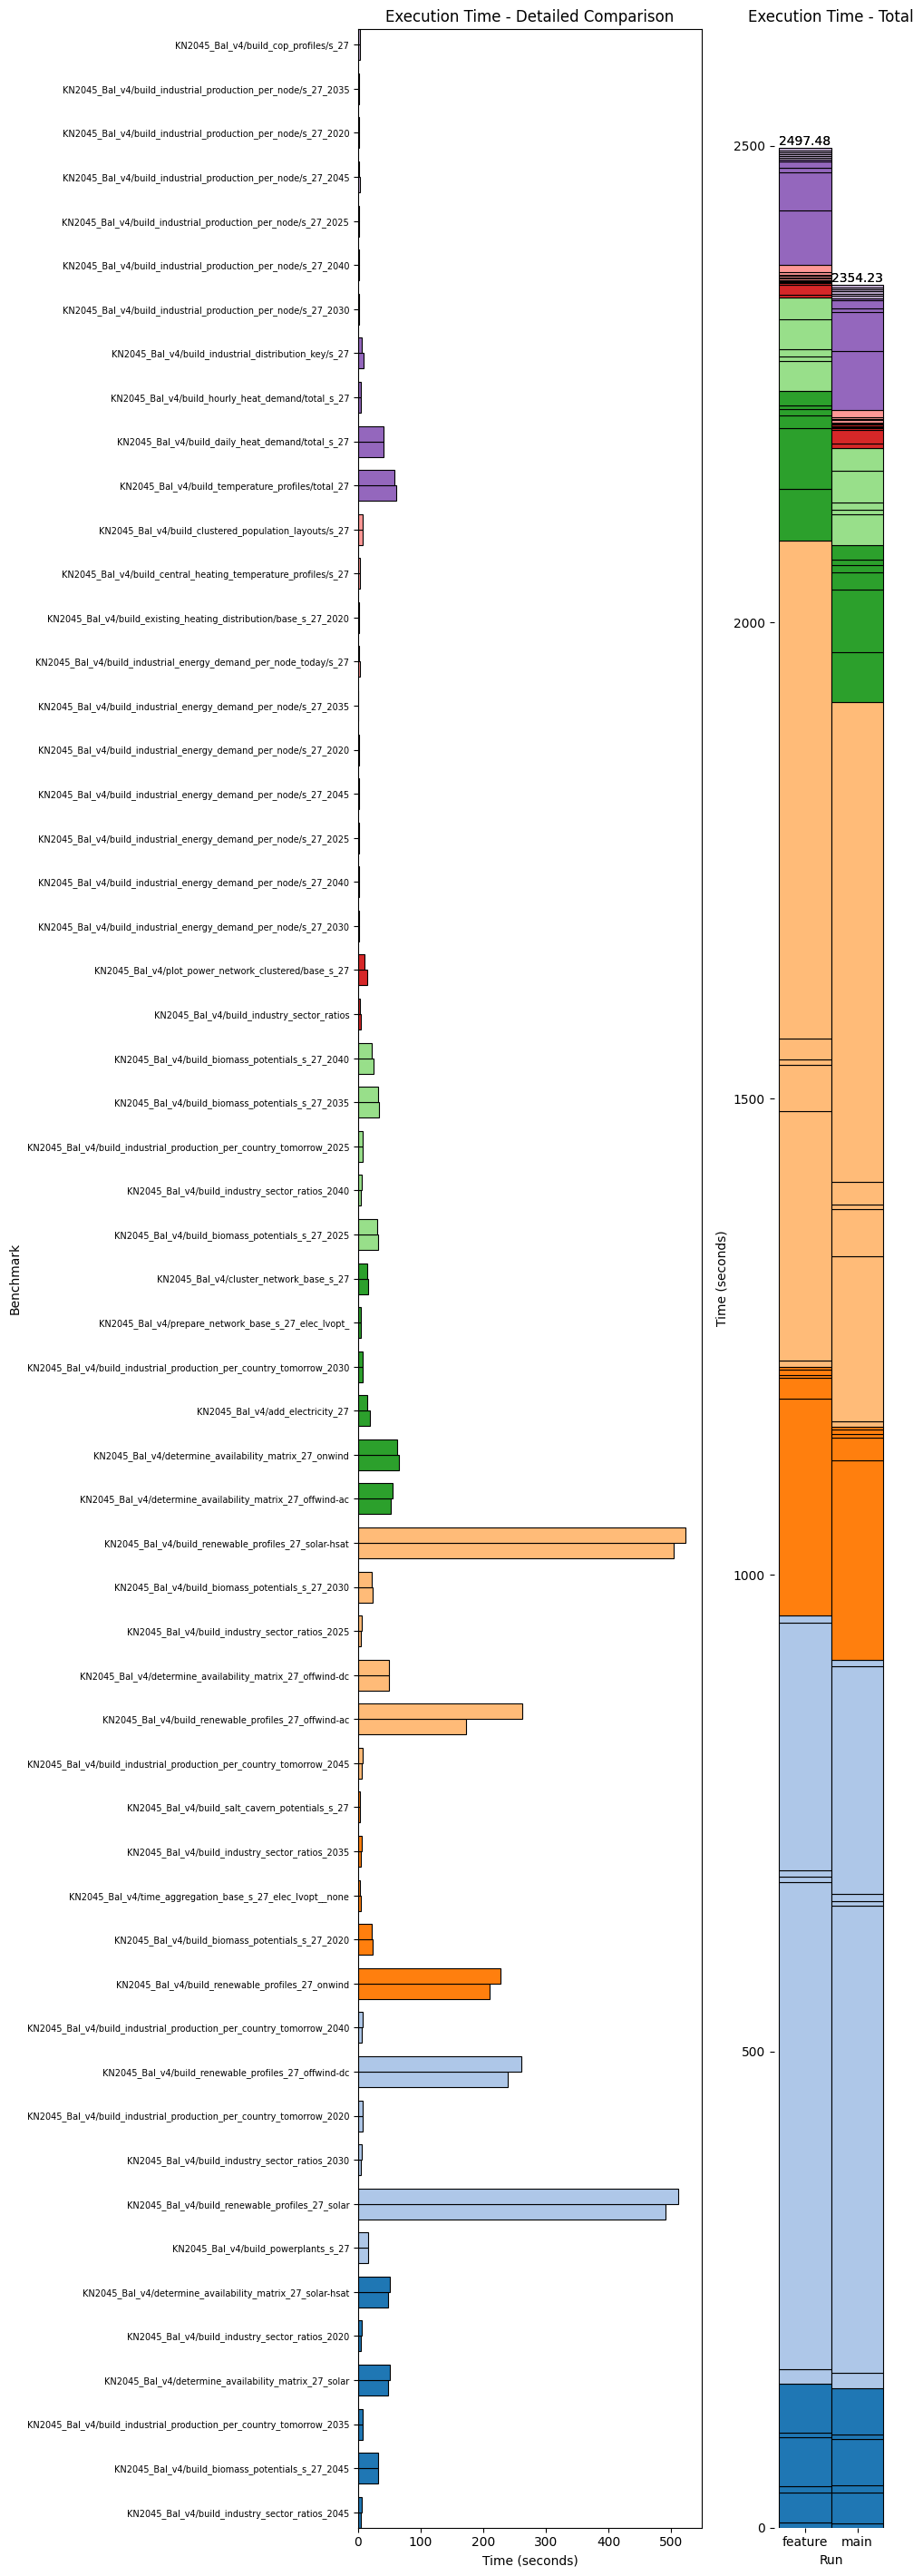 Execution Time - Detailed Comparison
Execution Time - Total
KN2045_Bal_v4/build_cop_profiles/s_27
KN2045_Bal_v4/build_industrial_production_per_node/s_27_2035
KN2045_Bal_v4/build_industrial_production_per_node/s_27_2020
KN2045_Bal_v4/build_industrial_production_per_node/s_27_2045
KN2045_Bal_v4/build_industrial_production_per_node/s_27_2025
KN2045_Bal_v4/build_industrial_production_per_node/s_27_2040
KN2045_Bal_v4/build_industrial_production_per_node/s_27_2030
KN2045_Bal_v4/build_industrial_distribution_key/s_27
KN2045_Bal_v4/build_hourly_heat_demand/total_s_27
KN2045_Bal_v4/build_daily_heat_demand/total_s_27
KN2045_Bal_v4/build_temperature_profiles/total_27
KN2045_Bal_v4/build_clustered_population_layouts/s_27
KN2045_Bal_v4/build_central_heating_temperature_profiles/s_27
KN2045_Bal_v4/build_existing_heating_distribution/base_s_27_2020
KN2045_Bal_v4/build_industrial_energy_demand_per_node_today/s_27
KN2045_Bal_v4/build_industrial_energy_demand_per_node/s_27_2035
KN2045_Bal_v4/build_industrial_energy_demand_per_node/s_27_2020
KN2045_Bal_v4/build_industrial_energy_demand_per_node/s_27_2045
KN2045_Bal_v4/build_industrial_energy_demand_per_node/s_27_2025
KN2045_Bal_v4/build_industrial_energy_demand_per_node/s_27_2040
KN2045_Bal_v4/build_industrial_energy_demand_per_node/s_27_2030
KN2045_Bal_v4/plot_power_network_clustered/base_s_27
KN2045_Bal_v4/build_industry_sector_ratios
KN2045_Bal_v4/build_biomass_potentials_s_27_2040
KN2045_Bal_v4/build_biomass_potentials_s_27_2035
KN2045_Bal_v4/build_industrial_production_per_country_tomorrow_2025
KN2045_Bal_v4/build_industry_sector_ratios_2040
KN2045_Bal_v4/build_biomass_potentials_s_27_2025
KN2045_Bal_v4/cluster_network_base_s_27
KN2045_Bal_v4/prepare_network_base_s_27_elec_lvopt_
KN2045_Bal_v4/build_industrial_production_per_country_tomorrow_2030
KN2045_Bal_v4/add_electricity_27
KN2045_Bal_v4/determine_availability_matrix_27_onwind
KN2045_Bal_v4/determine_availability_matrix_27_offwind-ac
KN2045_Bal_v4/build_renewable_profiles_27_solar-hsat
KN2045_Bal_v4/build_biomass_potentials_s_27_2030
KN2045_Bal_v4/build_industry_sector_ratios_2025
KN2045_Bal_v4/determine_availability_matrix_27_offwind-dc
KN2045_Bal_v4/build_renewable_profiles_27_offwind-ac
KN2045_Bal_v4/build_industrial_production_per_country_tomorrow_2045
KN2045_Bal_v4/build_salt_cavern_potentials_s_27
KN2045_Bal_v4/build_industry_sector_ratios_2035
KN2045_Bal_v4/time_aggregation_base_s_27_elec_lvopt__none
KN2045_Bal_v4/build_biomass_potentials_s_27_2020
KN2045_Bal_v4/build_renewable_profiles_27_onwind
KN2045_Bal_v4/build_industrial_production_per_country_tomorrow_2040
KN2045_Bal_v4/build_renewable_profiles_27_offwind-dc
KN2045_Bal_v4/build_industrial_production_per_country_tomorrow_2020
KN2045_Bal_v4/build_industry_sector_ratios_2030
KN2045_Bal_v4/build_renewable_profiles_27_solar
KN2045_Bal_v4/build_powerplants_s_27
KN2045_Bal_v4/determine_availability_matrix_27_solar-hsat
KN2045_Bal_v4/build_industry_sector_ratios_2020
KN2045_Bal_v4/determine_availability_matrix_27_solar
KN2045_Bal_v4/build_industrial_production_per_country_tomorrow_2035
KN2045_Bal_v4/build_biomass_potentials_s_27_2045
KN2045_Bal_v4/build_industry_sector_ratios_2045
Benchmark
0 100 200 300 400 500
Time (seconds)
2497.48
2354.23
2500
2000
1500
1000
500
0
Time (seconds)
feature main
Run